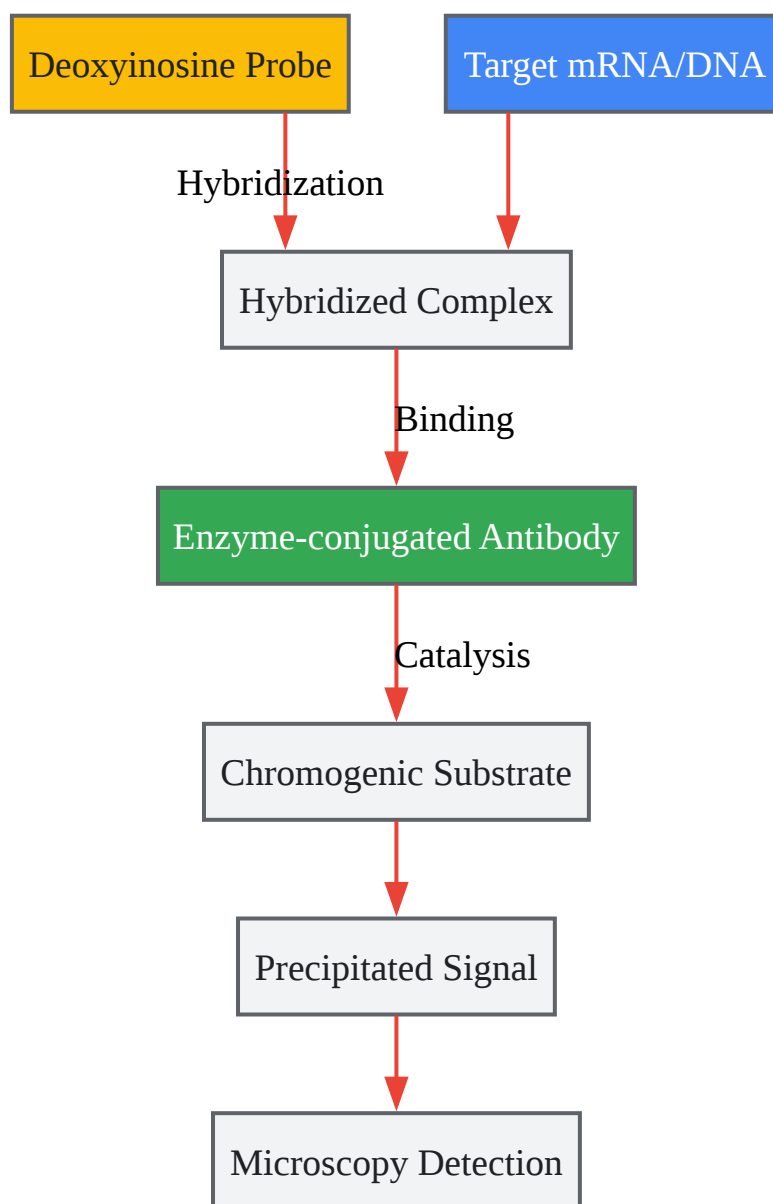 Deoxyinosine Probe
Target mRNA/DNA
Hybridization
Hybridized Complex
Binding
Enzyme-conjugated Antibody
Catalysis
Chromogenic Substrate
Precipitated Signal
Microscopy Detection